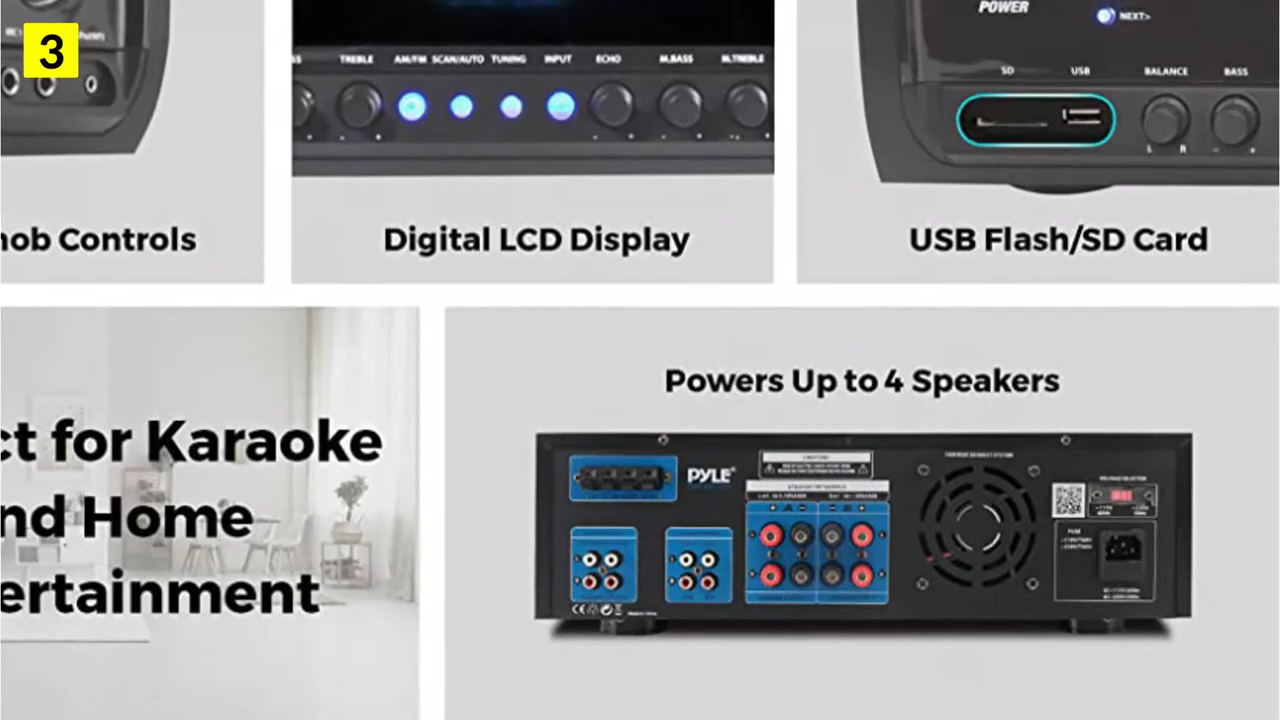 3
POWER
NEXT>
TREBLE AM/FM SCAN/AUTO TUNING INPUT ECHO M.BASS M.TREBLE
SD USB BALANCE BASS
L R
nob Controls
Digital LCD Display
USB Flash/SD Card
ct for Karaoke
nd Home
ertainment
Powers Up to 4 Speakers
PYLE
FUSE